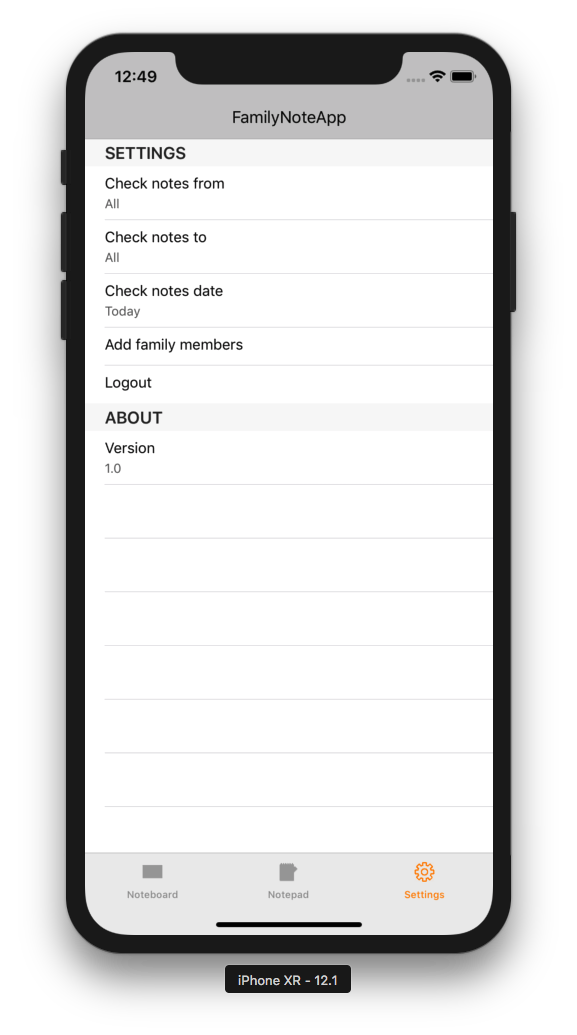 12:49
FamilyNoteApp
SETTINGS
Check notes from
All
Check notes to
All
Check notes date
Today
Add family members
Logout
ABOUT
Version
1.0
Noteboard Notepad Settings
iPhone XR - 12.1